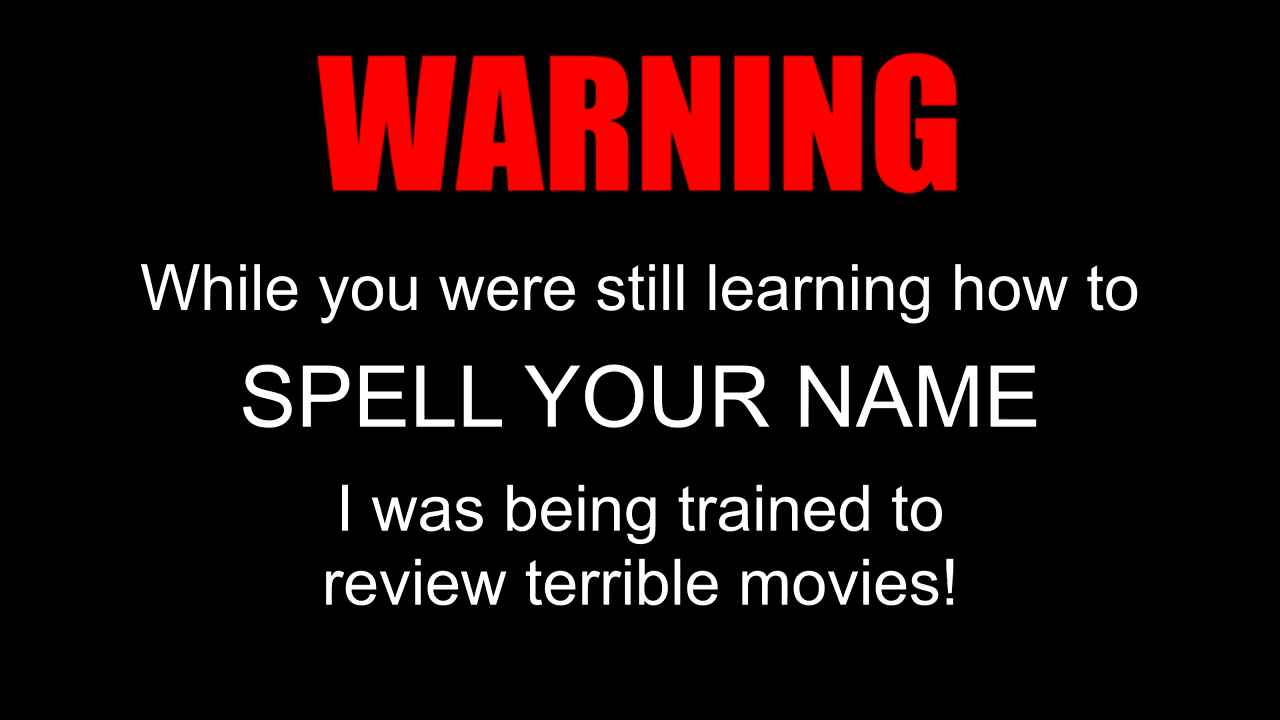 WARNING
While you were still learning how to
SPELL YOUR NAME
I was being trained to
review terrible movies!